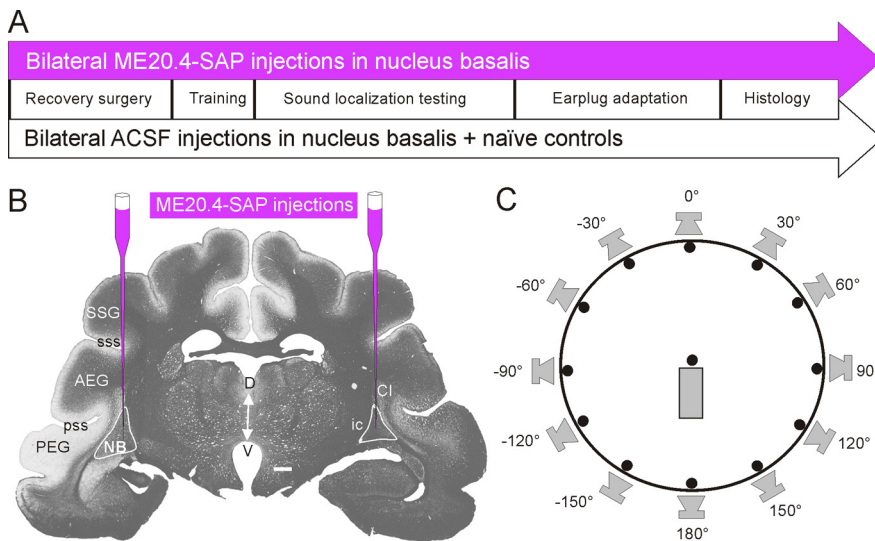 A
Bilateral ME20.4-SAP injections in nucleus basalis
Recovery surgery Training Sound localization testing Earplug adaptation Histology
Bilateral ACSF injections in nucleus basalis + naïve controls
B
ME20.4-SAP injections
SSG
sss
AEG
pss
PEG
NB
D
V
CI
ic
C
0°
-30° 30°
-60° 60°
-90° 90
-120° 120°
-150° 150°
180°